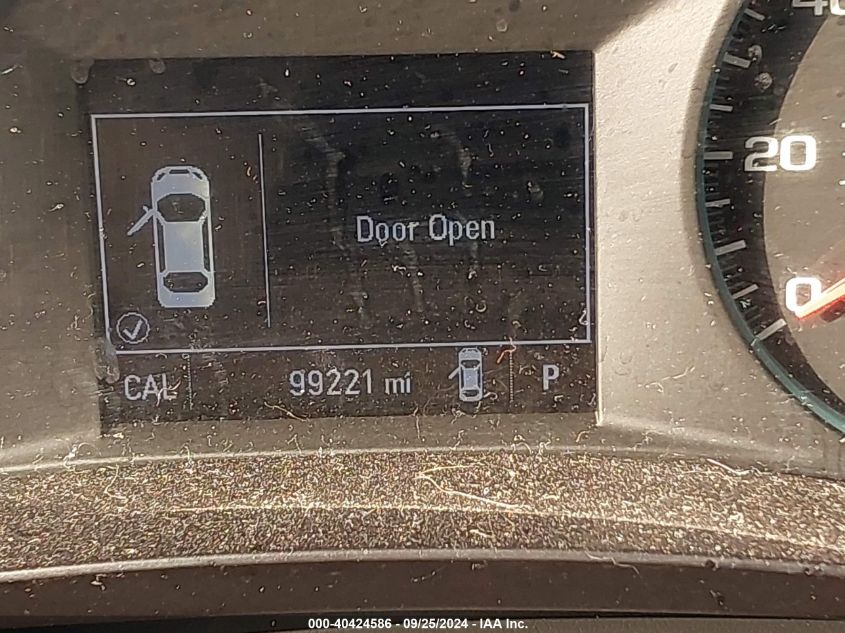 40
20
Door Open
0
CAL 99221 mi P
000-40424586 - 09/25/2024 - IAA Inc.